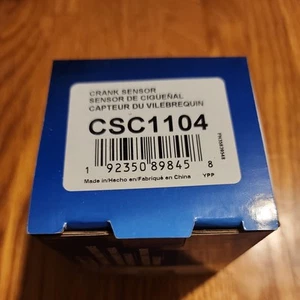 CRANK SENSOR
SENSOR DE CIGUEÑAL
CAPTEUR DU VILEBREQUIN
CSC1104
1 92350 89845 8
Made in/Hecho en/Fabriqué en China YPP